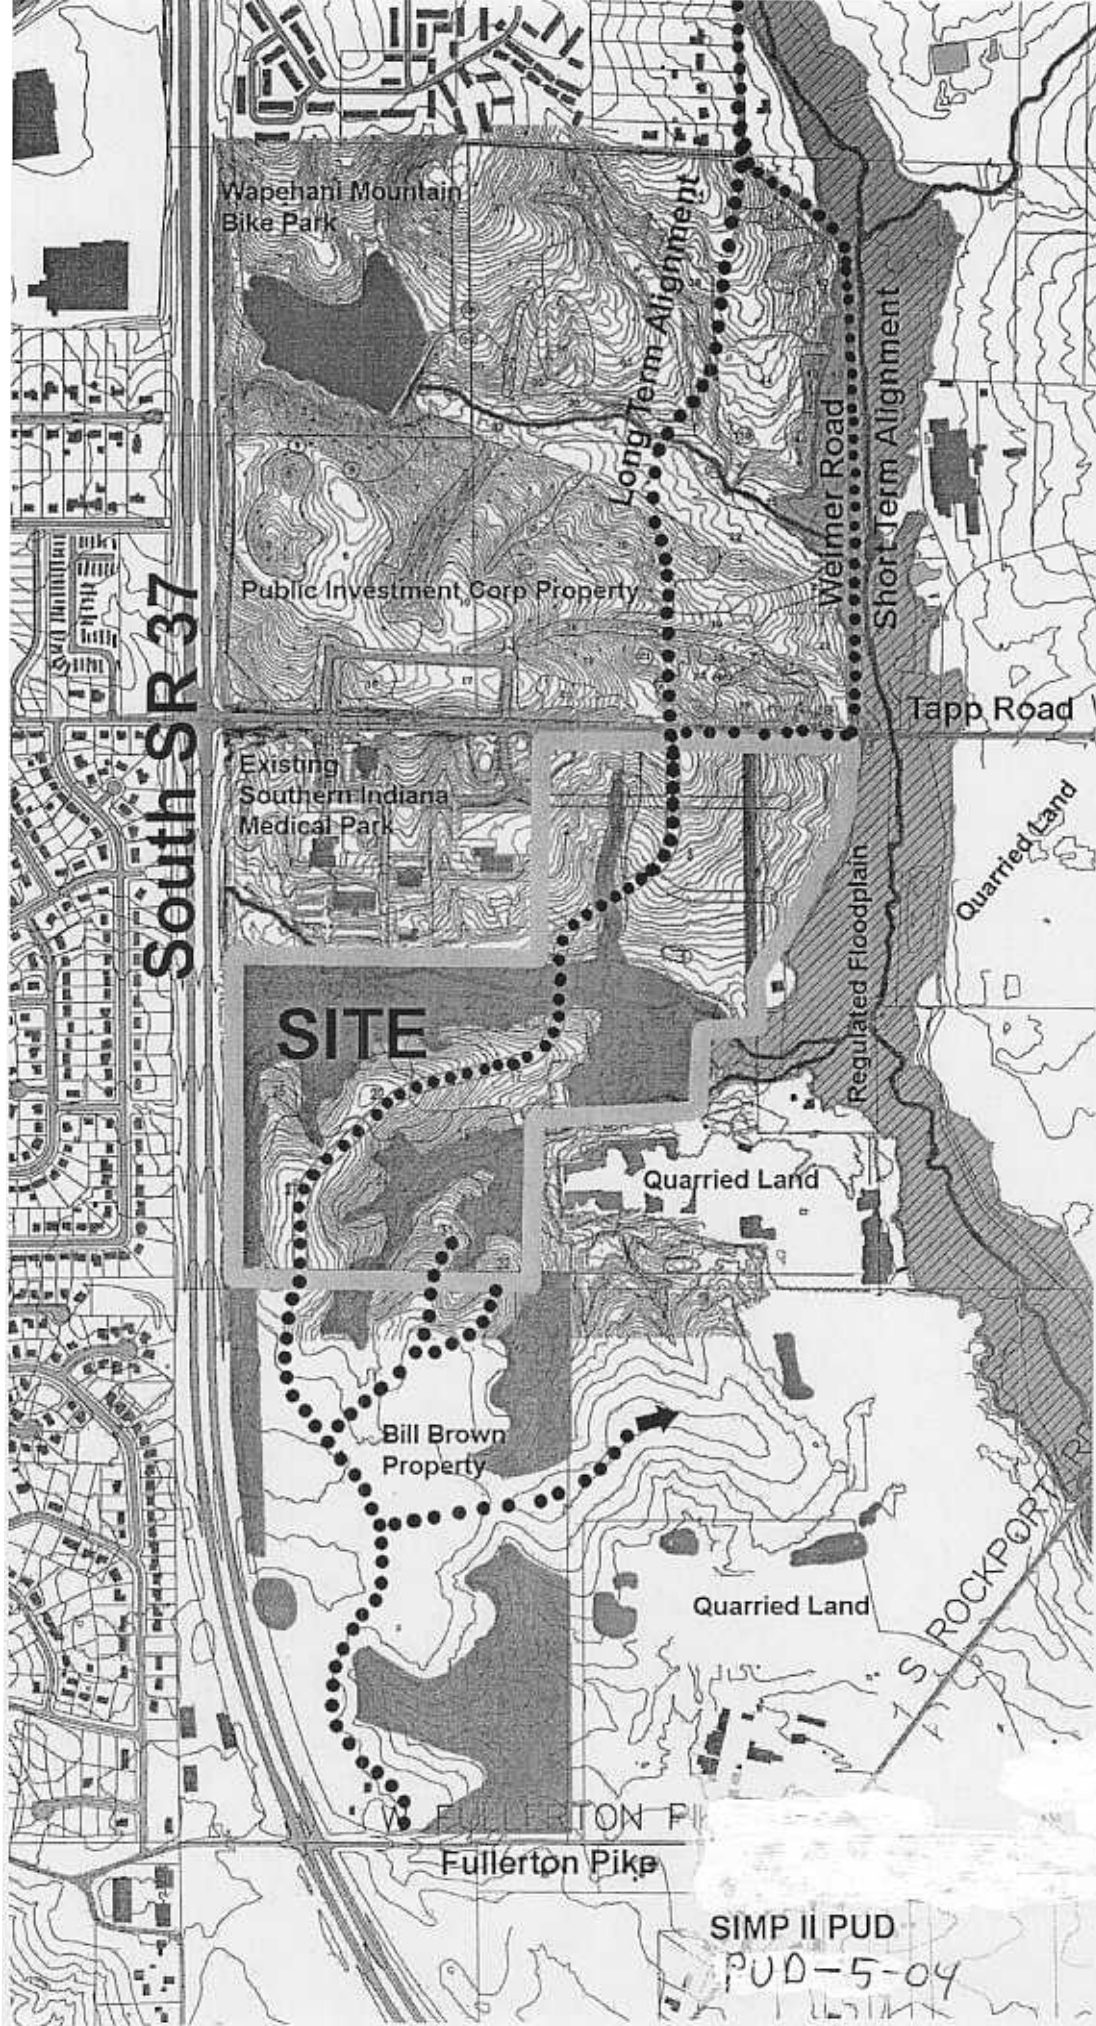 Wapehani Mountain
Bike Park
Long Term Alignment
Weimer Road
Short Term Alignment
Public Investment Corp Property
South SR 37
Tapp Road
Existing
Southern Indiana
Medical Park
Quarried Land
Regulated Floodplain
SITE
Quarried Land
Bill Brown
Property
Quarried Land
S ROCKPORT R
W FULLERTON
Fullerton Pike
SIMP II PUD
PUD-5-04